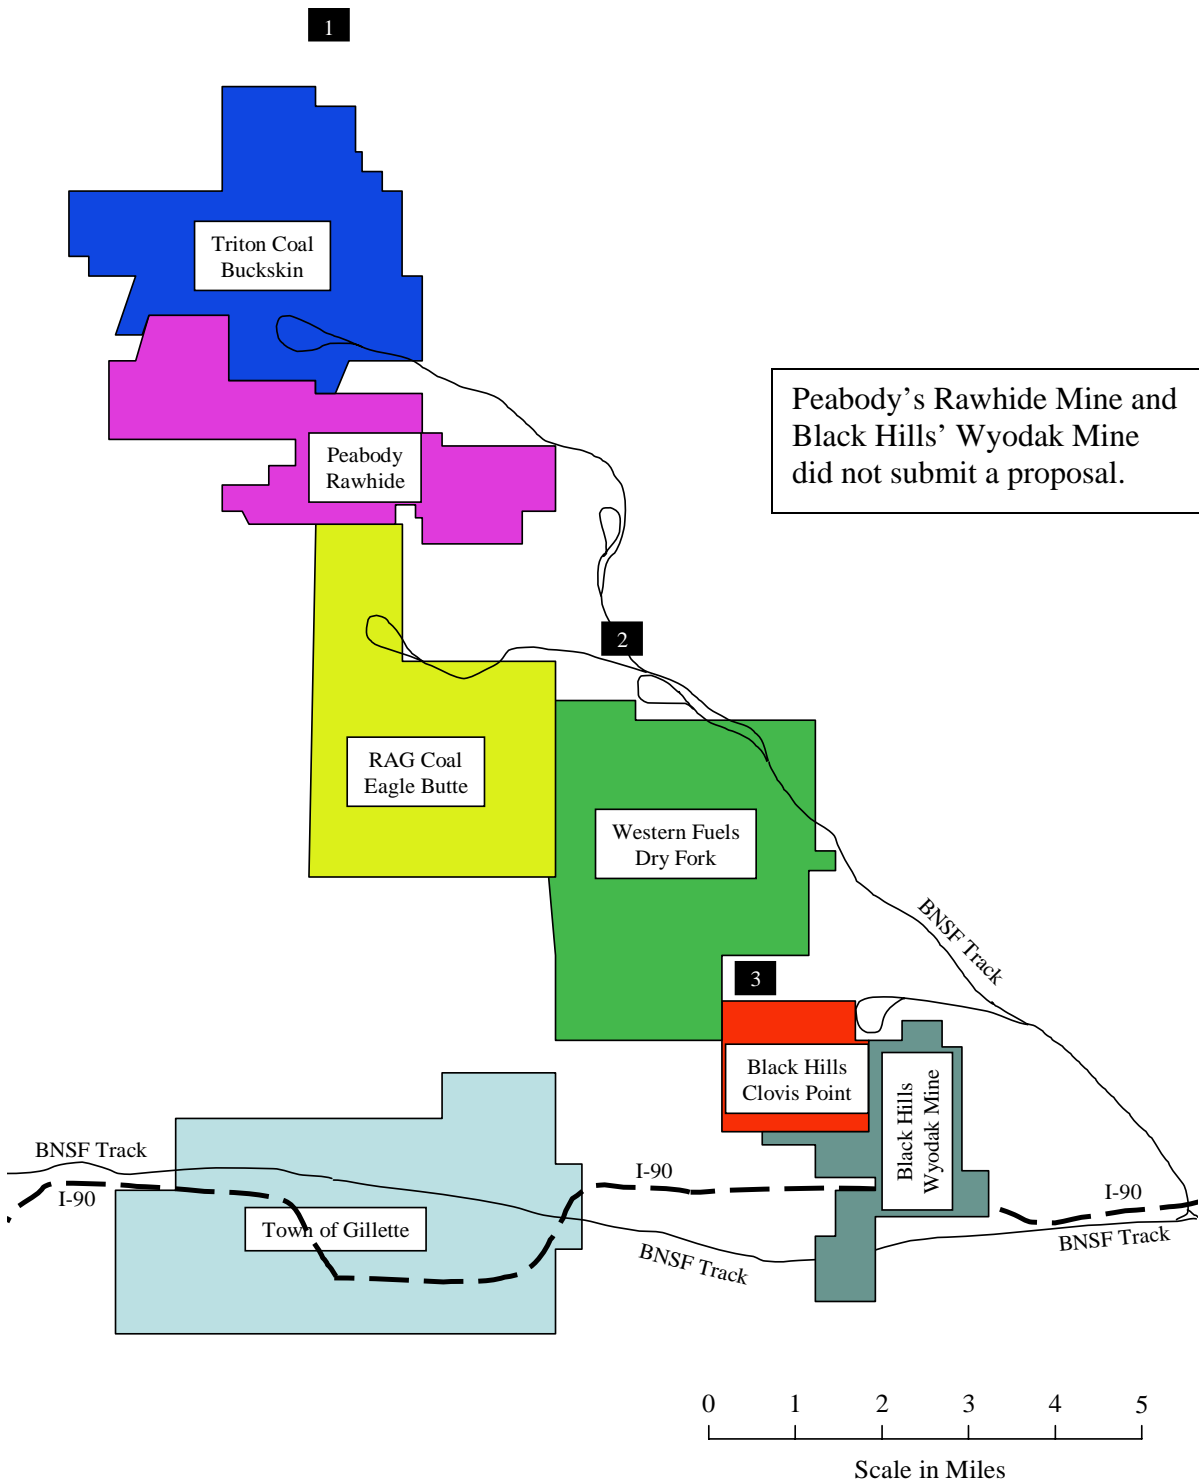 1
Triton Coal
Buckskin
Peabody’s Rawhide Mine and
Black Hills’ Wyodak Mine
did not submit a proposal.
Peabody
Rawhide
2
RAG Coal
Eagle Butte
Western Fuels
Dry Fork
BNSF Track
3
Black Hills
Clovis Point
Black Hills
Wyodak Mine
BNSF Track
I-90
I-90
I-90
Town of Gillette
BNSF Track
BNSF Track
0 1 2 3 4 5
Scale in Miles